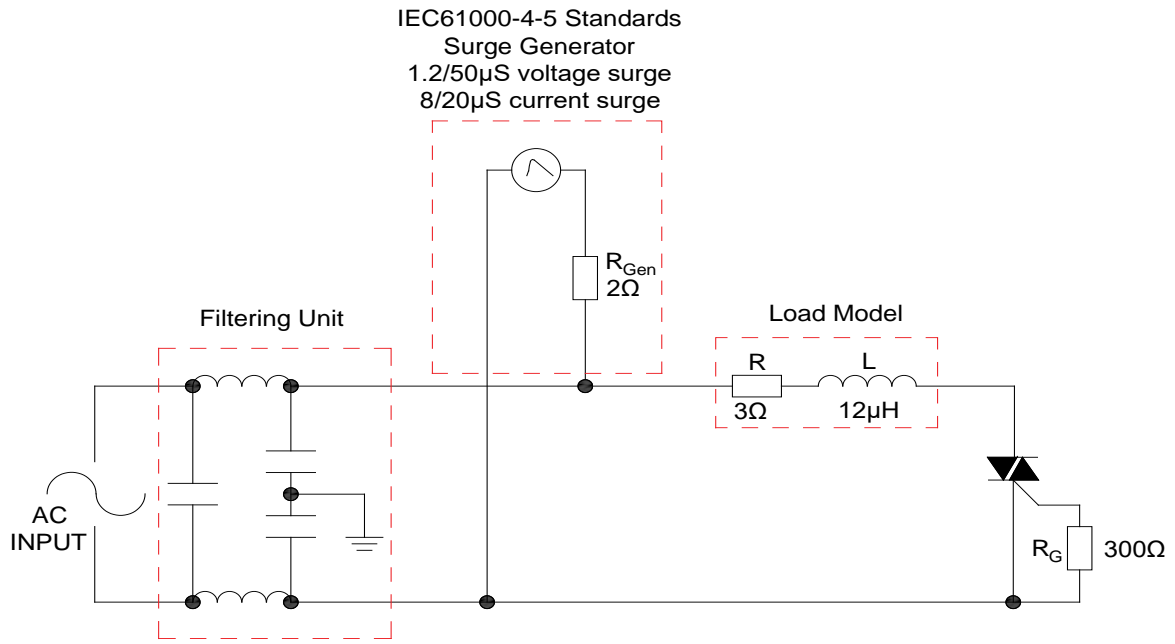 IEC61000-4-5 Standards
Surge Generator
1.2/50µS voltage surge
8/20µS current surge
R_Gen
2Ω
Filtering Unit
Load Model
R
L
3Ω
12µH
AC
INPUT
R_G
300Ω